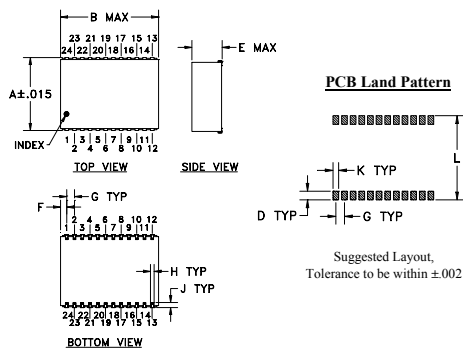 B MAX
23 21 19 17 15 13
24 22 20 18 16 14
E MAX
A±.015
INDEX
1 3 5 7 9 11
2 4 6 8 10 12
TOP VIEW
SIDE VIEW
PCB Land Pattern
L
K TYP
D TYP
G TYP
Suggested Layout,
Tolerance to be within ±.002
G TYP
F
2 4 6 8 10 12
1 3 5 7 9 11
H TYP
J TYP
24 22 20 18 16 14
23 21 19 17 15 13
BOTTOM VIEW